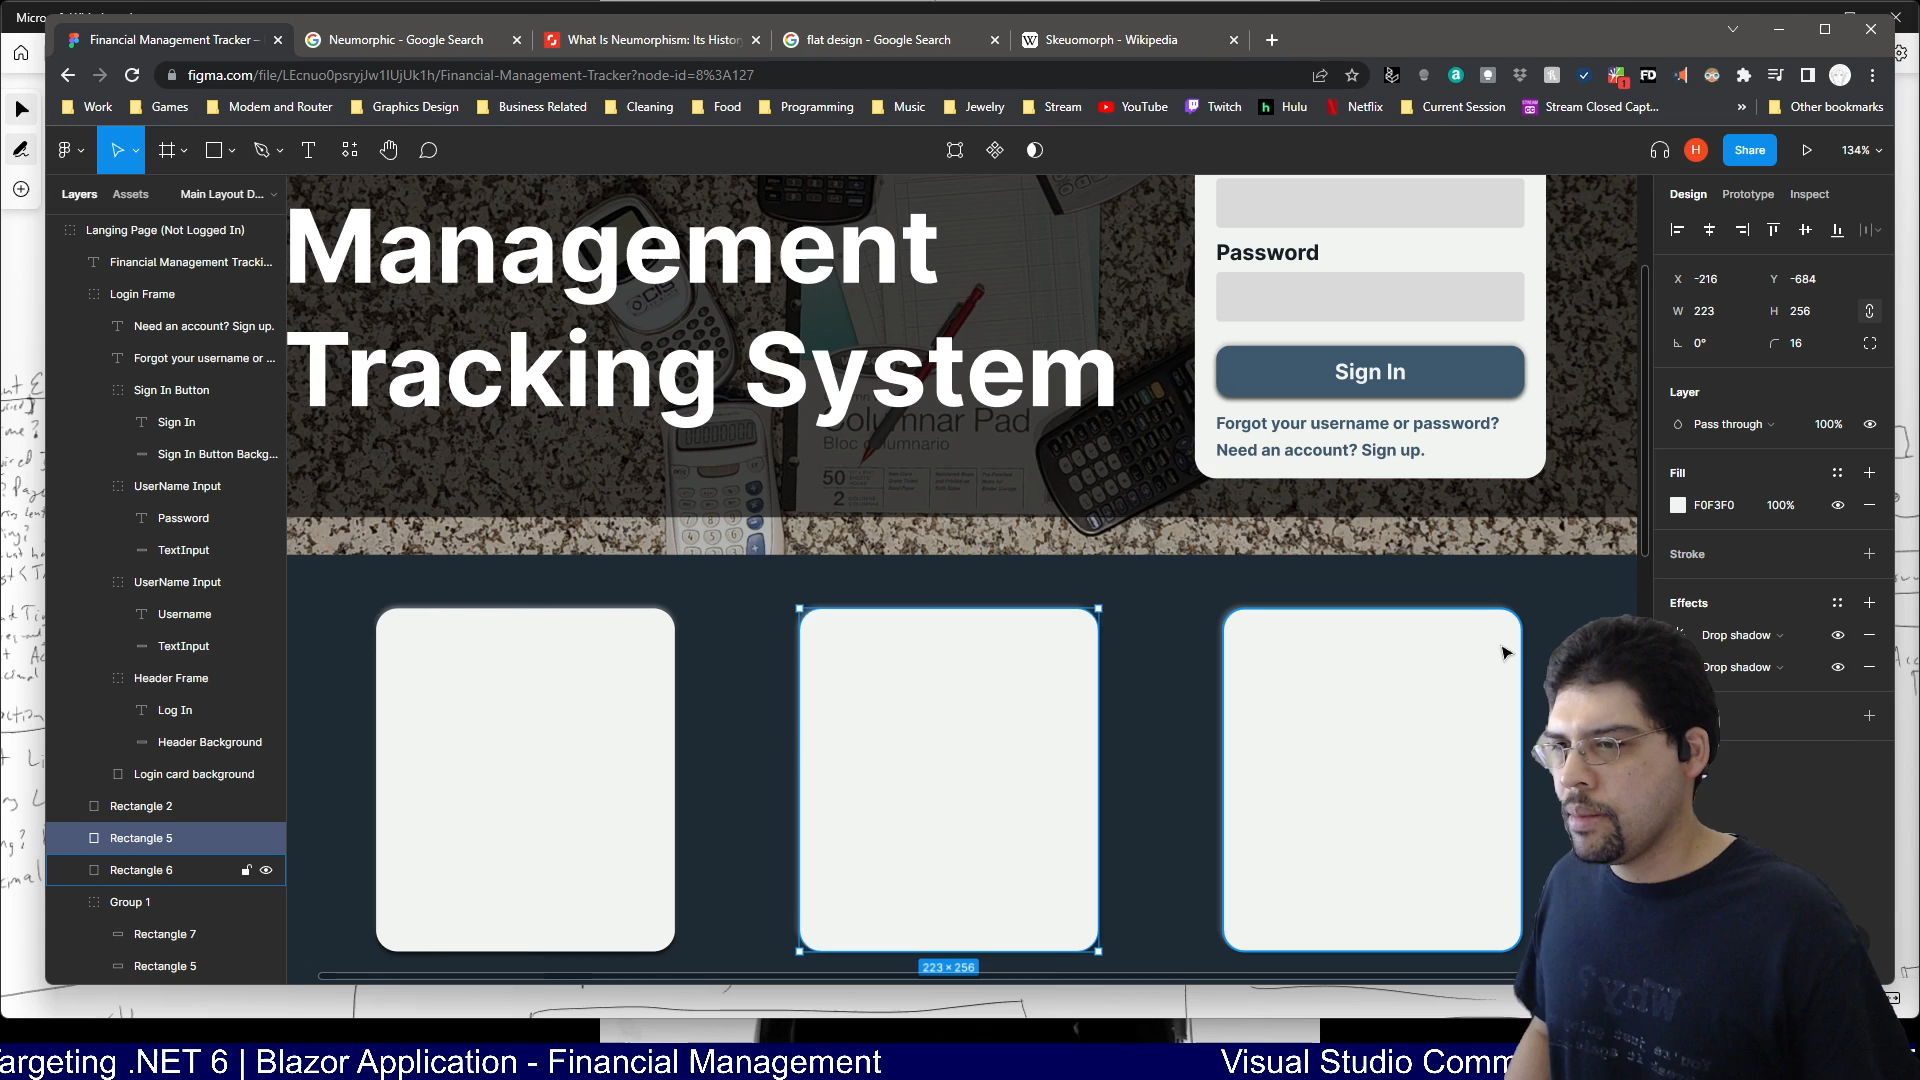 Financial Management Tracker –
Neumorphic - Google Search
What Is Neumorphism: Its Histor
flat design - Google Search
Skeuomorph - Wikipedia
figma.com/file/LEcnuo0psryjJw1IUjUk1h/Financial-Management-Tracker?node-id=8%3A127
Work
Games
Modem and Router
Graphics Design
Business Related
Cleaning
Food
Programming
Music
Jewelry
Stream
YouTube
Twitch
Hulu
Netflix
Current Session
Stream Closed Capt...
Other bookmarks
H
Share
134%
Layers
Assets
Main Layout D...
Langing Page (Not Logged In)
Financial Management Tracki...
Login Frame
Need an account? Sign up.
Forgot your username or ...
Sign In Button
Sign In
Sign In Button Backg...
UserName Input
Password
TextInput
UserName Input
Username
TextInput
Header Frame
Log In
Header Background
Login card background
Rectangle 2
Rectangle 5
Rectangle 6
Group 1
Rectangle 7
Rectangle 5
Management
Tracking System
Columnar Pad
Bloc columnario
50
2
Password
Sign In
Forgot your username or password?
Need an account? Sign up.
223 × 256
Design
Prototype
Inspect
X -216
Y -684
W 223
H 256
0°
16
Layer
Pass through
100%
Fill
F0F3F0
100%
Stroke
Effects
Drop shadow
Drop shadow
argeting .NET 6 | Blazor Application - Financial Management
Visual Studio Comm